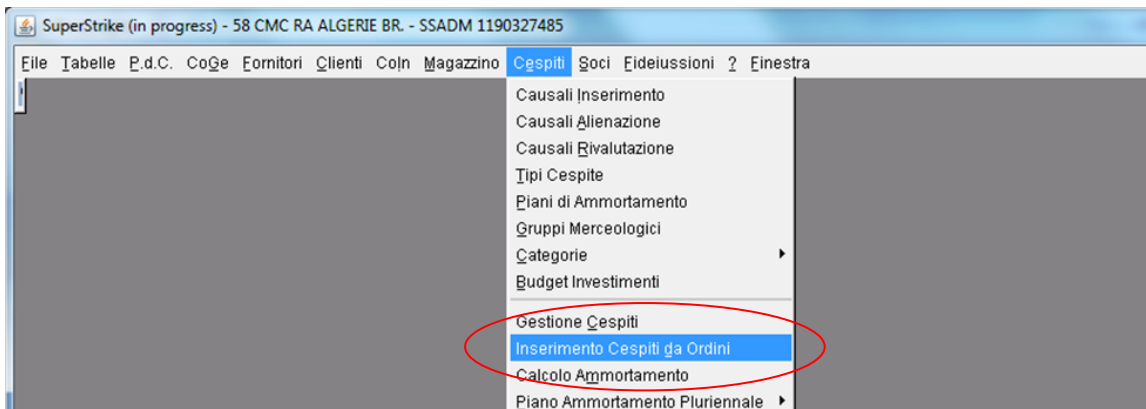 SuperStrike (in progress) - 58 CMC RA ALGERIE BR. - SSADM 1190327485
File Tabelle P.d.C. CoGe Fornitori Clienti CoIn Magazzino Cespiti Soci Fideiussioni ? Finestra
Causali Inserimento
Causali Alienazione
Causali Rivalutazione
Tipi Cespite
Piani di Ammortamento
Gruppi Merceologici
Categorie
Budget Investimenti
Gestione Cespiti
Inserimento Cespiti da Ordini
Calcolo Ammortamento
Piano Ammortamento Pluriennale